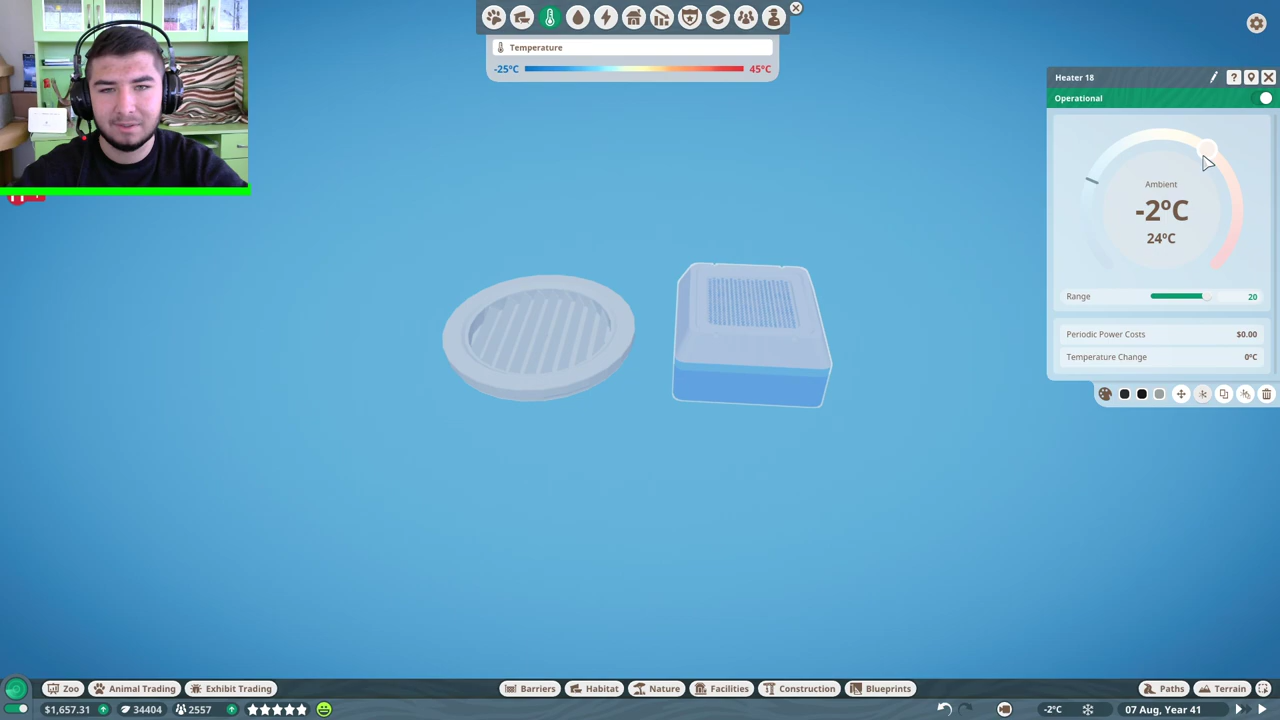 Temperature
-25°C 45°C
Heater 18
?
Operational
Ambient
-2°C
24°C
Range 20
Periodic Power Costs $0.00
Temperature Change 0°C
Zoo Animal Trading Exhibit Trading Barriers Habitat Nature Facilities Construction Blueprints Paths Terrain
$1,657.31 34404 2557 -2°C 07 Aug, Year 41